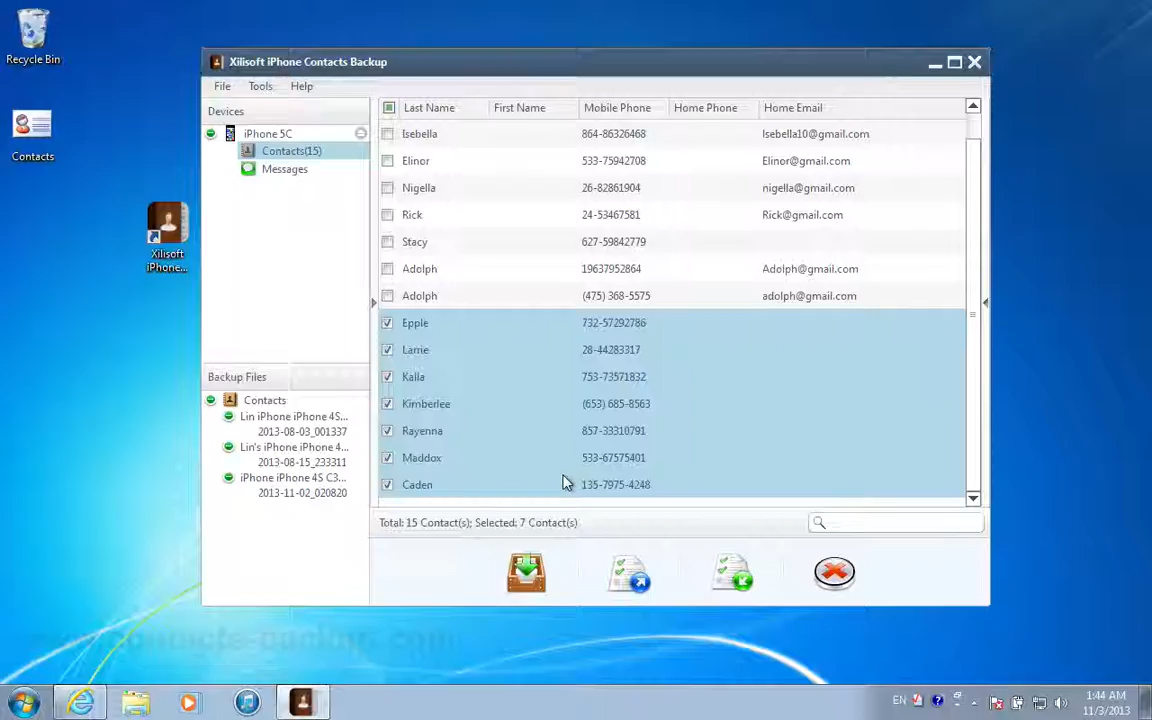 Recycle Bin
Contacts
Xilisoft
iPhone...
Xilisoft iPhone Contacts Backup
File Tools Help
Devices
iPhone 5C
Contacts(15)
Messages
Backup Files
Contacts
Lin iPhone iPhone 4S...
2013-08-03_001337
Lin's iPhone iPhone 4...
2013-08-15_233311
iPhone iPhone 4S C3...
2013-11-02_020820
Last Name First Name Mobile Phone Home Phone Home Email
Isebella 864-86326468 Isebella10@gmail.com
Elinor 533-75942708 Elinor@gmail.com
Nigella 26-82861904 nigella@gmail.com
Rick 24-53467581 Rick@gmail.com
Stacy 627-59842779
Adolph 19637952864 Adolph@gmail.com
Adolph (475) 368-5575 adolph@gmail.com
Epple 732-57292786
Larrie 28-44283317
Kalla 753-73571832
Kimberlee (653) 685-8563
Rayenna 857-33310791
Maddox 533-67575401
Caden 135-7975-4248
Total: 15 Contact(s); Selected: 7 Contact(s)
EN
1:44 AM
11/3/2013